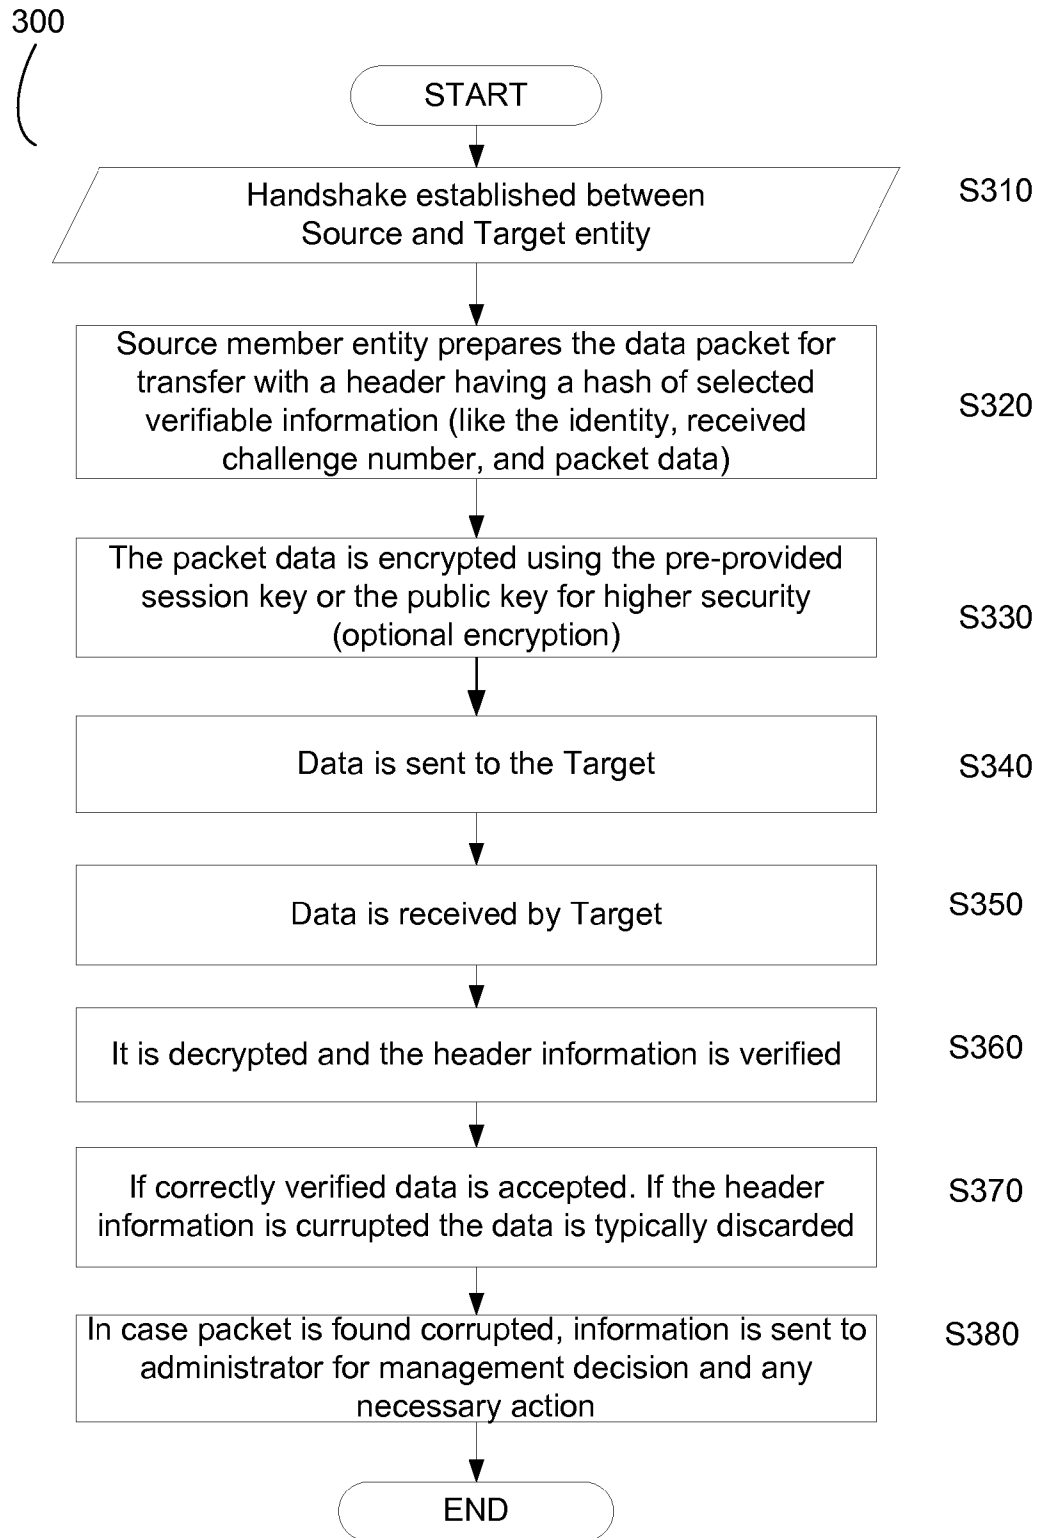 300
START
Handshake established between
Source and Target entity
S310
Source member entity prepares the data packet for
transfer with a header having a hash of selected
verifiable information (like the identity, received
challenge number, and packet data)
S320
The packet data is encrypted using the pre-provided
session key or the public key for higher security
(optional encryption)
S330
Data is sent to the Target
S340
Data is received by Target
S350
It is decrypted and the header information is verified
S360
If correctly verified data is accepted. If the header
information is currupted the data is typically discarded
S370
In case packet is found corrupted, information is sent to
administrator for management decision and any
necessary action
S380
END